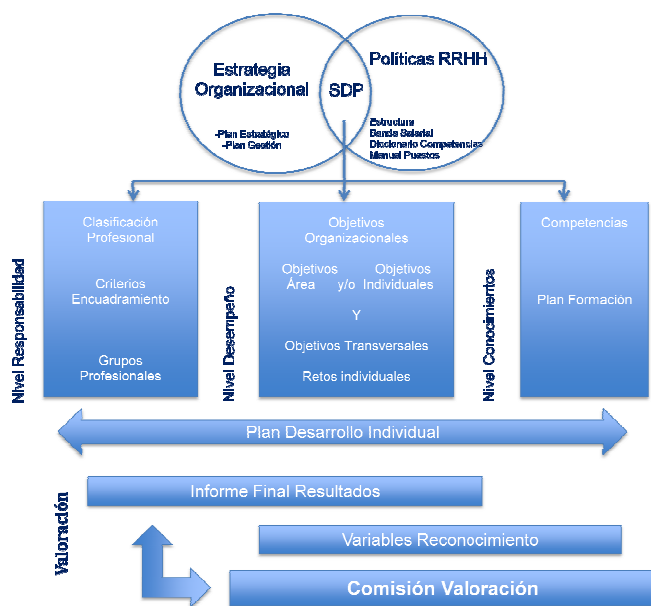 Estrategia
Organizacional
-Plan Estratégico
-Plan Gestión
SDP
Políticas RRHH
Estructura
Banda Salarial
Diccionario Competencias
Manual Puestos
Nivel Responsabilidad
Clasificación
Profesional
Criterios
Encuadramiento
Grupos
Profesionales
Nivel Desempeño
Objetivos
Organizacionales
Objetivos Objetivos
Área y/o Individuales
Y
Objetivos Transversales
Retos individuales
Nivel Conocimientos
Competencias
Plan Formación
Plan Desarrollo Individual
Valoración
Informe Final Resultados
Variables Reconocimiento
Comisión Valoración